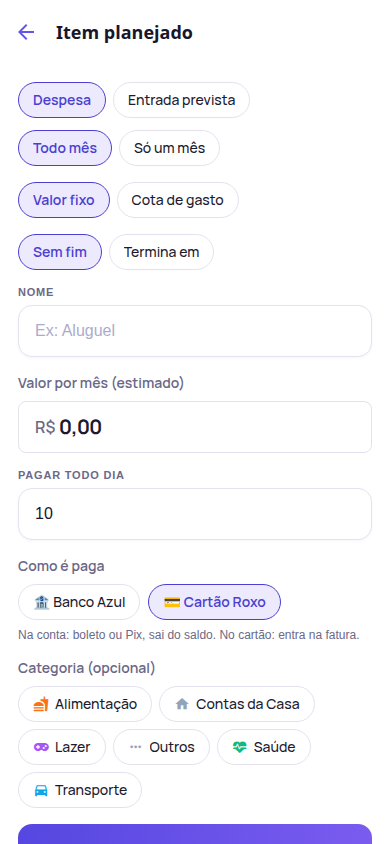 Item planejado
Despesa Entrada prevista
Todo mês Só um mês
Valor fixo Cota de gasto
Sem fim Termina em
NOME
Ex: Aluguel
Valor por mês (estimado)
R$ 0,00
PAGAR TODO DIA
10
Como é paga
Banco Azul Cartão Roxo
Na conta: boleto ou Pix, sai do saldo. No cartão: entra na fatura.
Categoria (opcional)
Alimentação Contas da Casa
Lazer Outros Saúde
Transporte